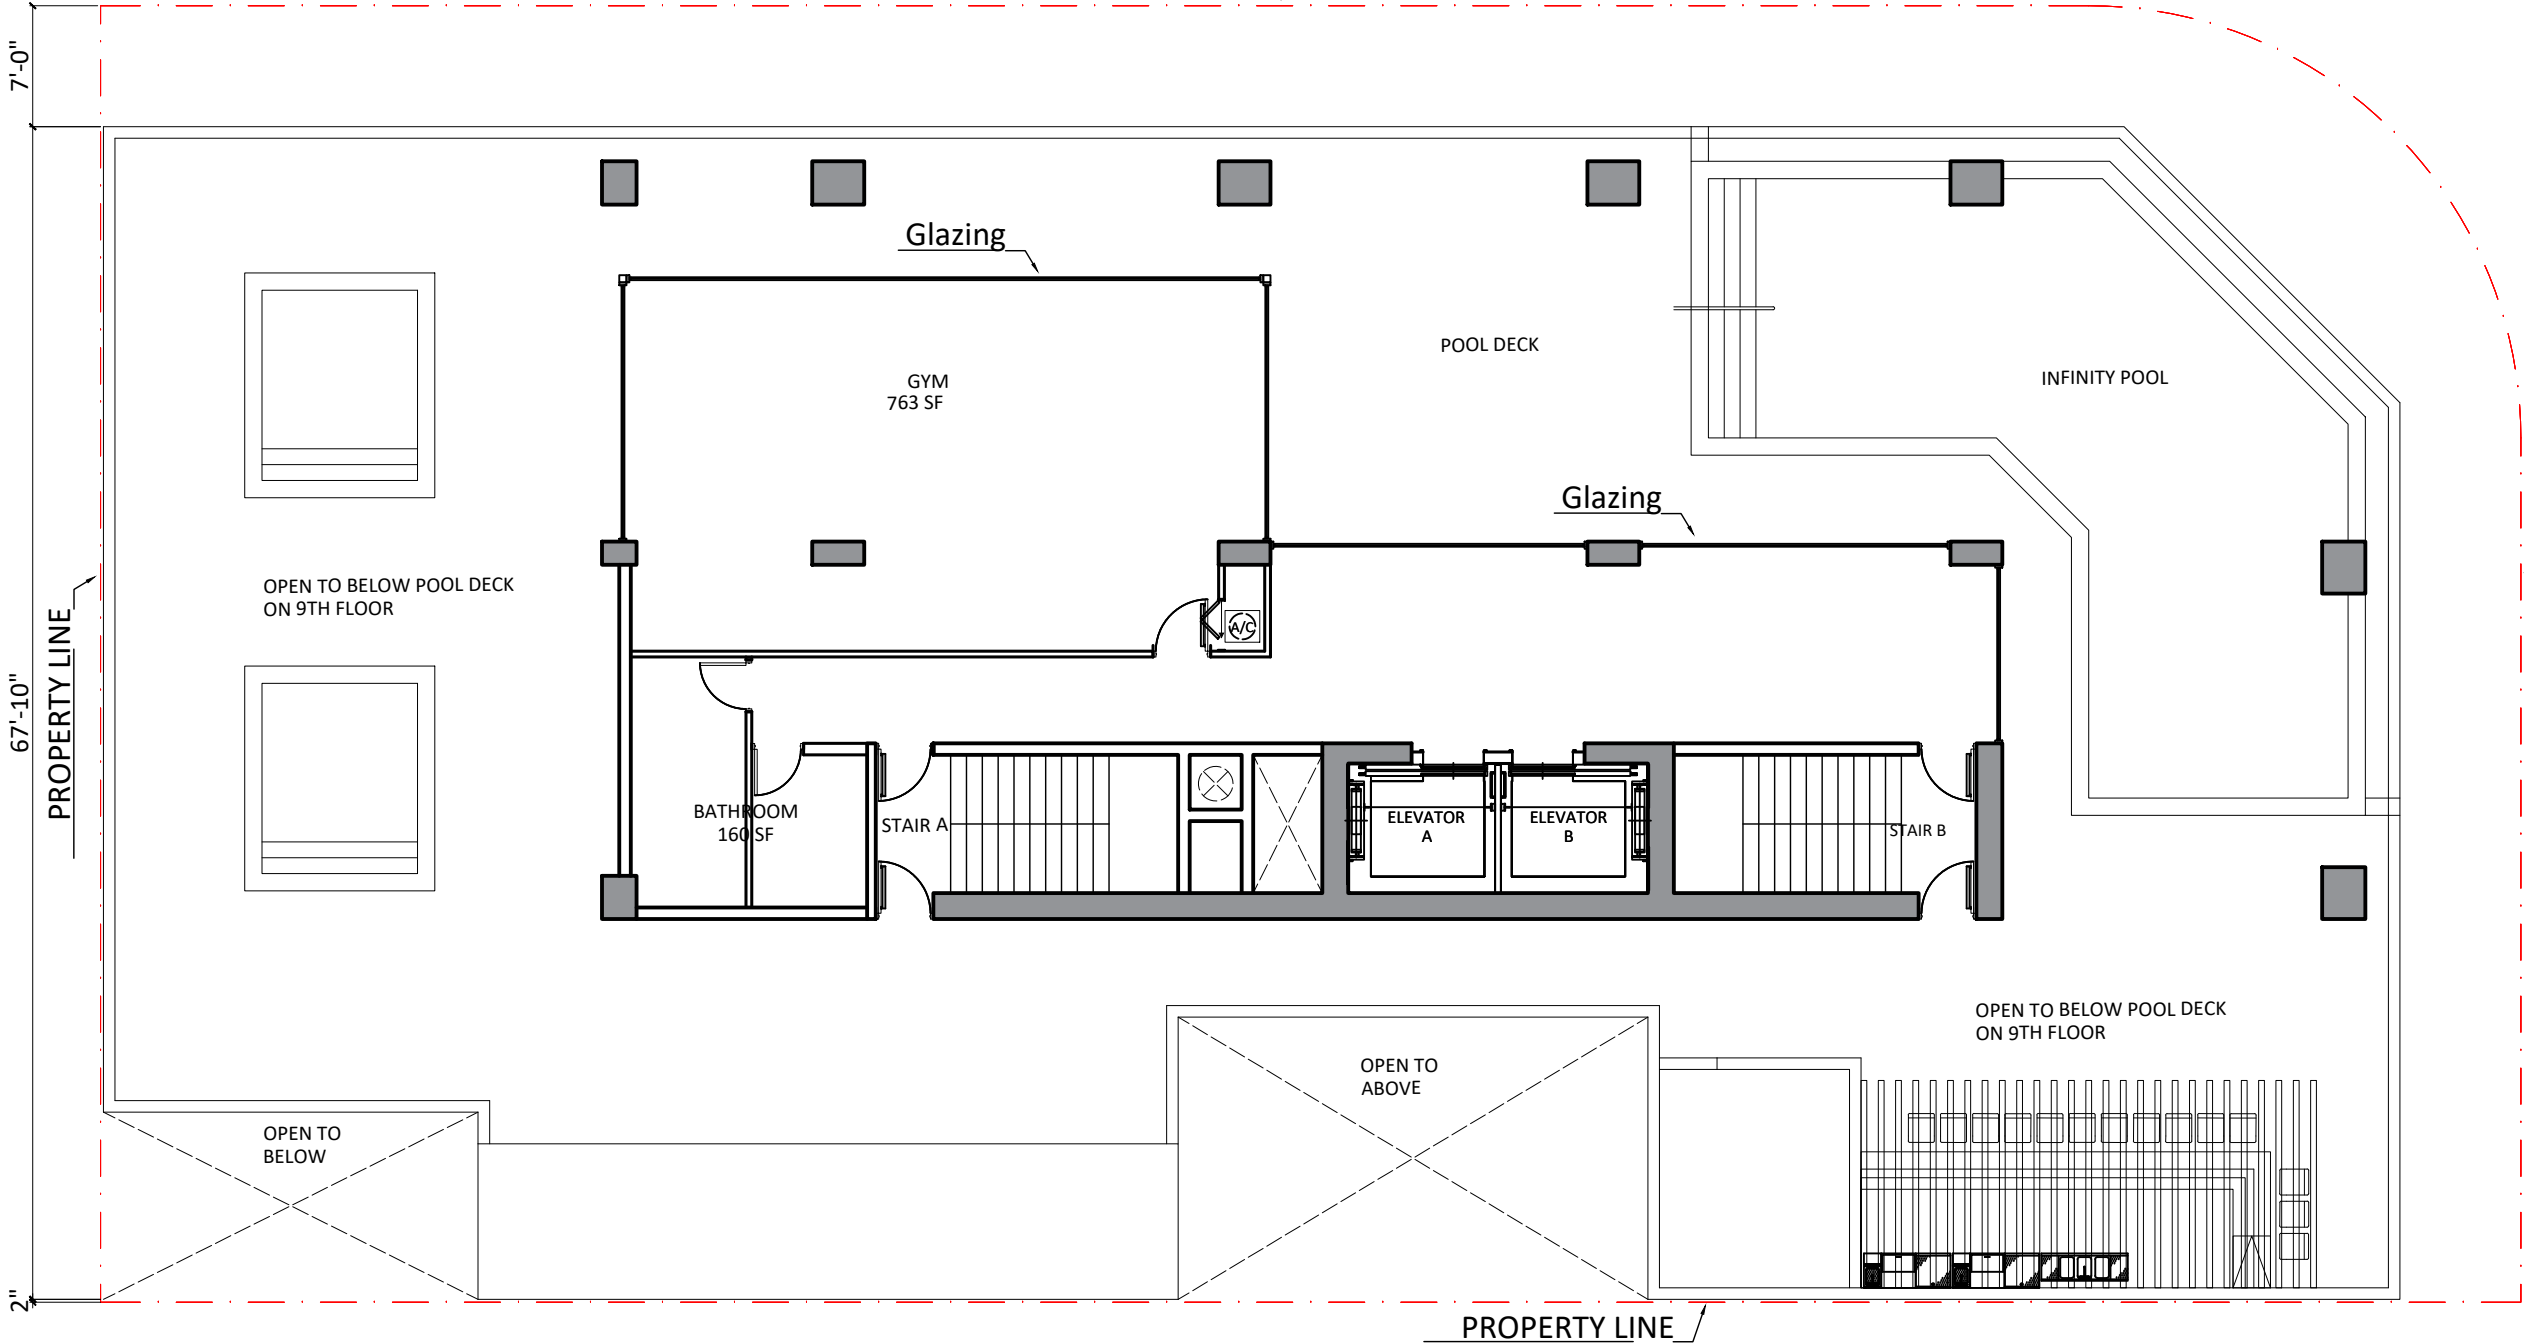 7'-0"
Glazing
POOL DECK
INFINITY POOL
GYM
763 SF
Glazing
OPEN TO BELOW POOL DECK
ON 9TH FLOOR
A/C
PROPERTY LINE
67'-10"
BATHROOM
160 SF
STAIR A
ELEVATOR
A
ELEVATOR
B
STAIR B
OPEN TO BELOW POOL DECK
ON 9TH FLOOR
OPEN TO
ABOVE
OPEN TO
BELOW
2"
PROPERTY LINE